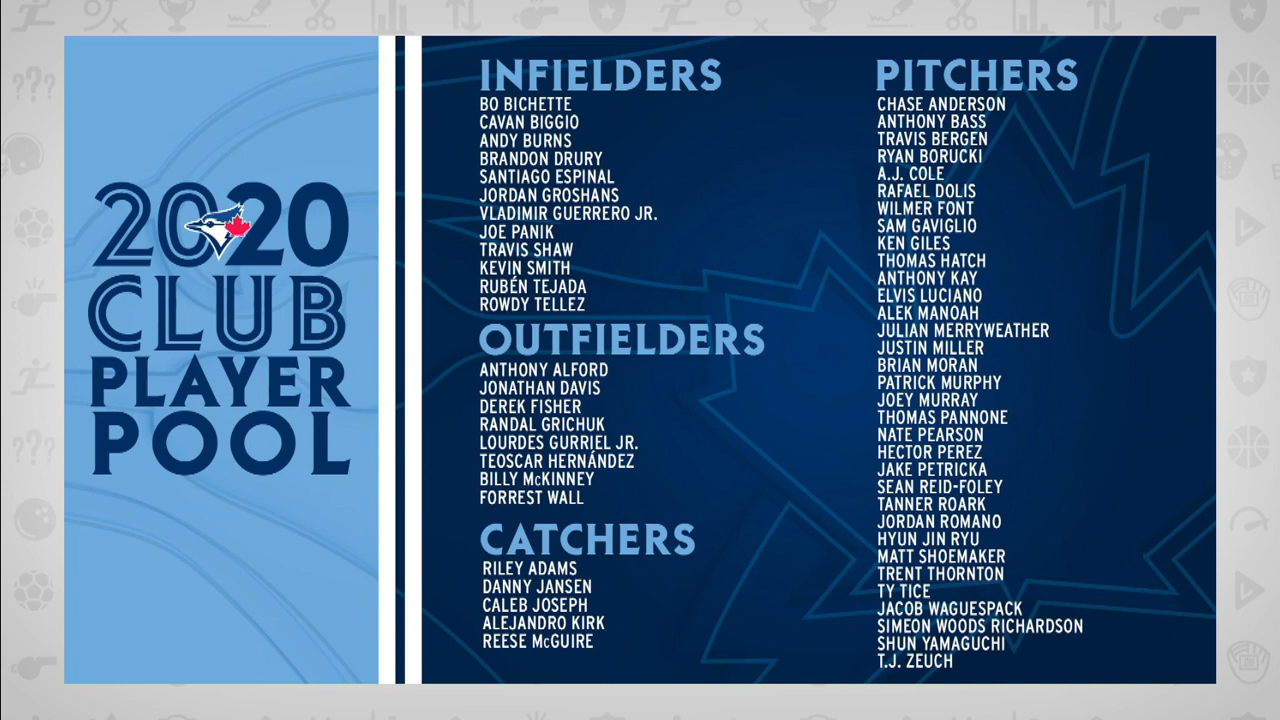 2020
CLUB
PLAYER
POOL
INFIELDERS
BO BICHETTE
CAVAN BIGGIO
ANDY BURNS
BRANDON DRURY
SANTIAGO ESPINAL
JORDAN GROSHANS
VLADIMIR GUERRERO JR.
JOE PANIK
TRAVIS SHAW
KEVIN SMITH
RUBÉN TEJADA
ROWDY TELLEZ
OUTFIELDERS
ANTHONY ALFORD
JONATHAN DAVIS
DEREK FISHER
RANDAL GRICHUK
LOURDES GURRIEL JR.
TEOSCAR HERNÁNDEZ
BILLY McKINNEY
FORREST WALL
CATCHERS
RILEY ADAMS
DANNY JANSEN
CALEB JOSEPH
ALEJANDRO KIRK
REESE McGUIRE
PITCHERS
CHASE ANDERSON
ANTHONY BASS
TRAVIS BERGEN
RYAN BORUCKI
A.J. COLE
RAFAEL DOLIS
WILMER FONT
SAM GAVIGLIO
KEN GILES
THOMAS HATCH
ANTHONY KAY
ELVIS LUCIANO
ALEK MANOAH
JULIAN MERRYWEATHER
JUSTIN MILLER
BRIAN MORAN
PATRICK MURPHY
JOEY MURRAY
THOMAS PANNONE
NATE PEARSON
HECTOR PEREZ
JAKE PETRICKA
SEAN REID-FOLEY
TANNER ROARK
JORDAN ROMANO
HYUN JIN RYU
MATT SHOEMAKER
TRENT THORNTON
TY TICE
JACOB WAGUESPACK
SIMEON WOODS RICHARDSON
SHUN YAMAGUCHI
T.J. ZEUCH